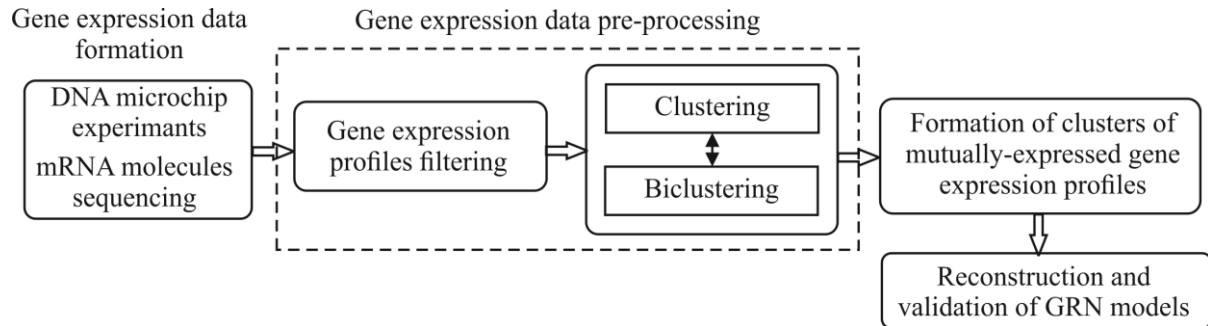 Gene expression data
formation
Gene expression data pre-processing
DNA microchip
experimants
mRNA molecules
sequencing
Gene expression
profiles filtering
Clustering
Biclustering
Formation of clusters of
mutually-expressed gene
expression profiles
Reconstruction and
validation of GRN models